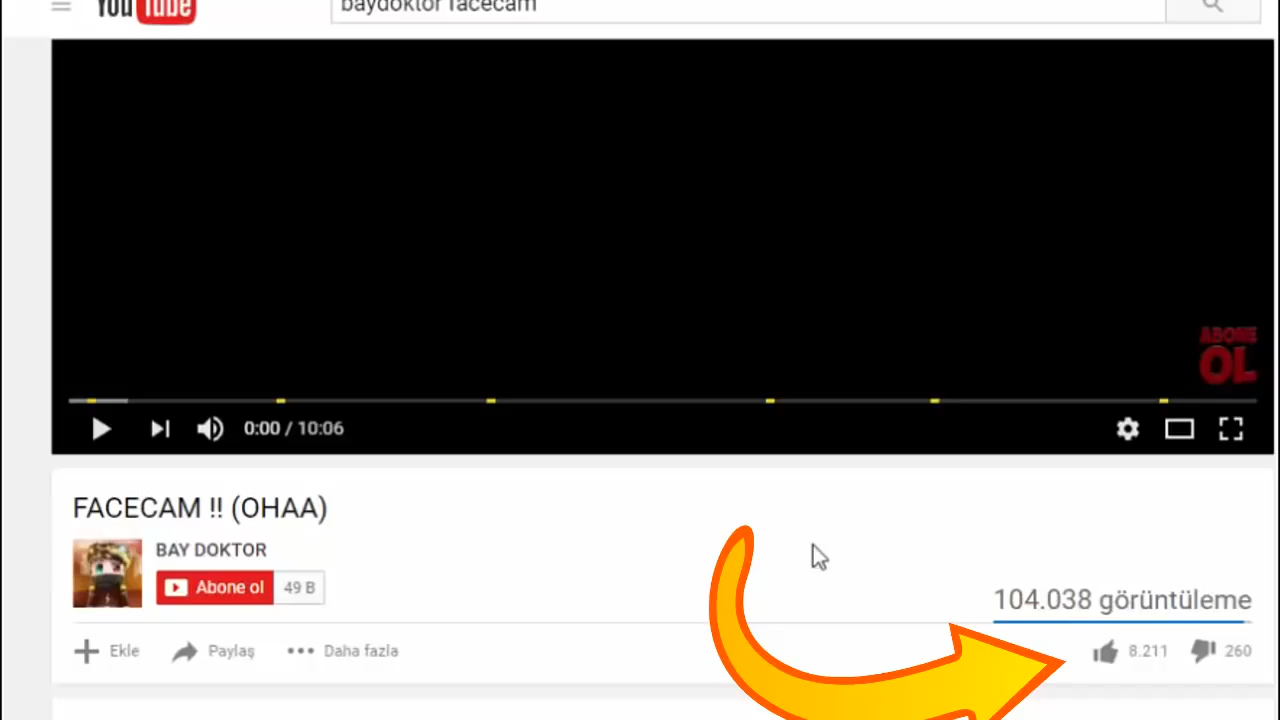 YouTube
baydoktor facecam
ABONE
OL
0:00 / 10:06
FACECAM !! (OHAA)
BAY DOKTOR
Abone ol 49 B
104.038 görüntüleme
Ekle Paylaş Daha fazla 8.211 260